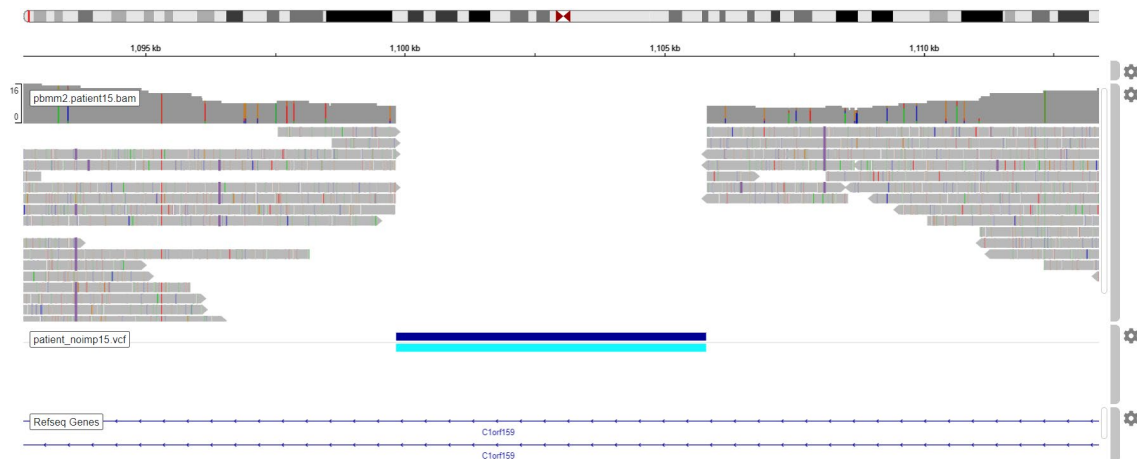 1,095 kb 1,100 kb 1,105 kb 1,110 kb
16
pbmm2.patient15.bam
0
patient_noimp15.vcf
Refseq Genes
C1orf159
C1orf159